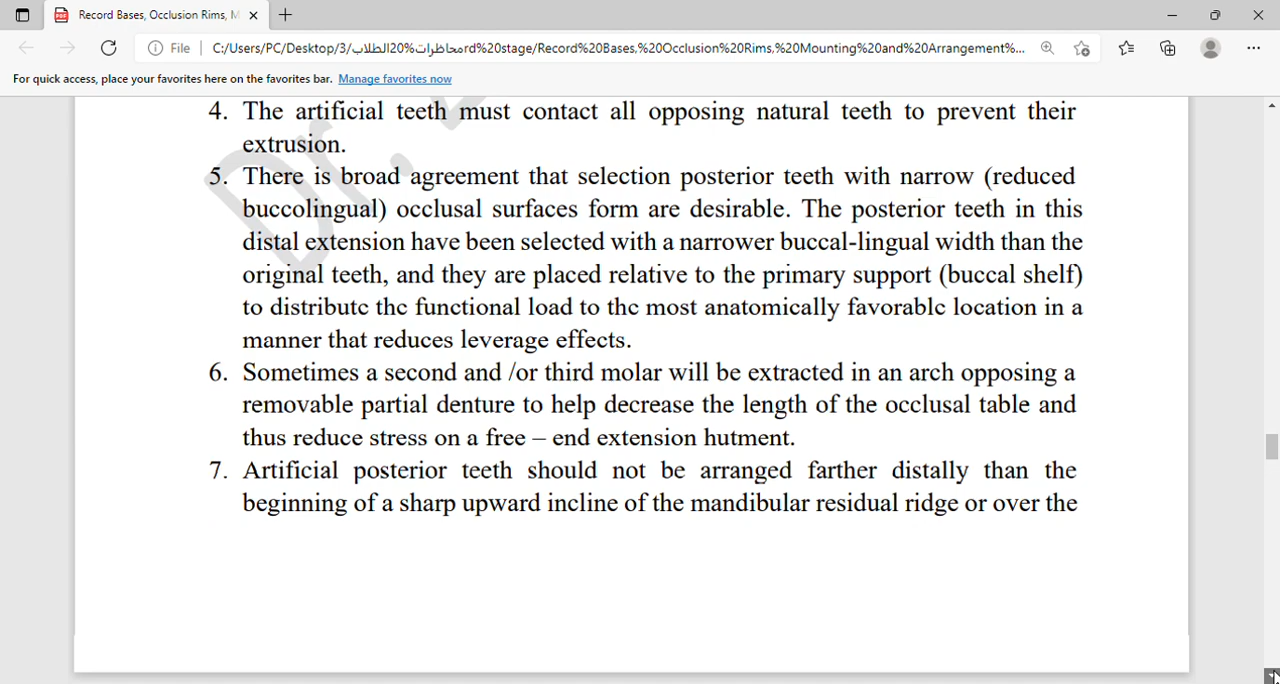 Record Bases, Occlusion Rims, M
File
C:/Users/PC/Desktop/3/محاظرات%20الطلاب/rd%20stage/Record%20Bases,%20Occlusion%20Rims,%20Mounting%20and%20Arrangement%...
For quick access, place your favorites here on the favorites bar. Manage favorites now
4. The artificial teeth must contact all opposing natural teeth to prevent their
extrusion.
5. There is broad agreement that selection posterior teeth with narrow (reduced
buccolingual) occlusal surfaces form are desirable. The posterior teeth in this
distal extension have been selected with a narrower buccal-lingual width than the
original teeth, and they are placed relative to the primary support (buccal shelf)
to distribute the functional load to the most anatomically favorable location in a
manner that reduces leverage effects.
6. Sometimes a second and /or third molar will be extracted in an arch opposing a
removable partial denture to help decrease the length of the occlusal table and
thus reduce stress on a free – end extension hutment.
7. Artificial posterior teeth should not be arranged farther distally than the
beginning of a sharp upward incline of the mandibular residual ridge or over the
Dr.